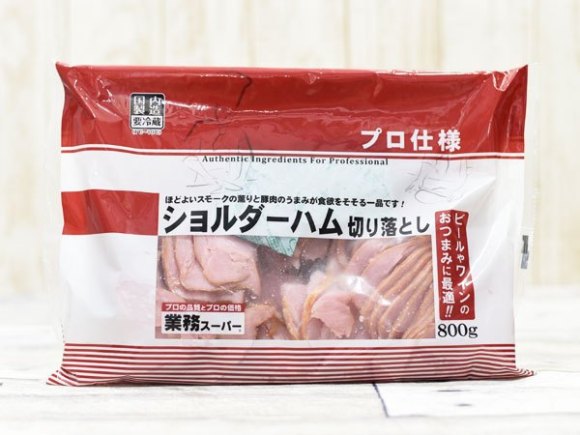 国内
製造
要冷蔵
プロ仕様
Authentic Ingredients For Professional
ほどよいスモークの薫りと豚肉のうまみが食欲をそそる一品です！
ショルダーハム 切り落とし
ビールやワインの
おつまみに最適!!
プロの品質とプロの価格
業務スーパー
800g